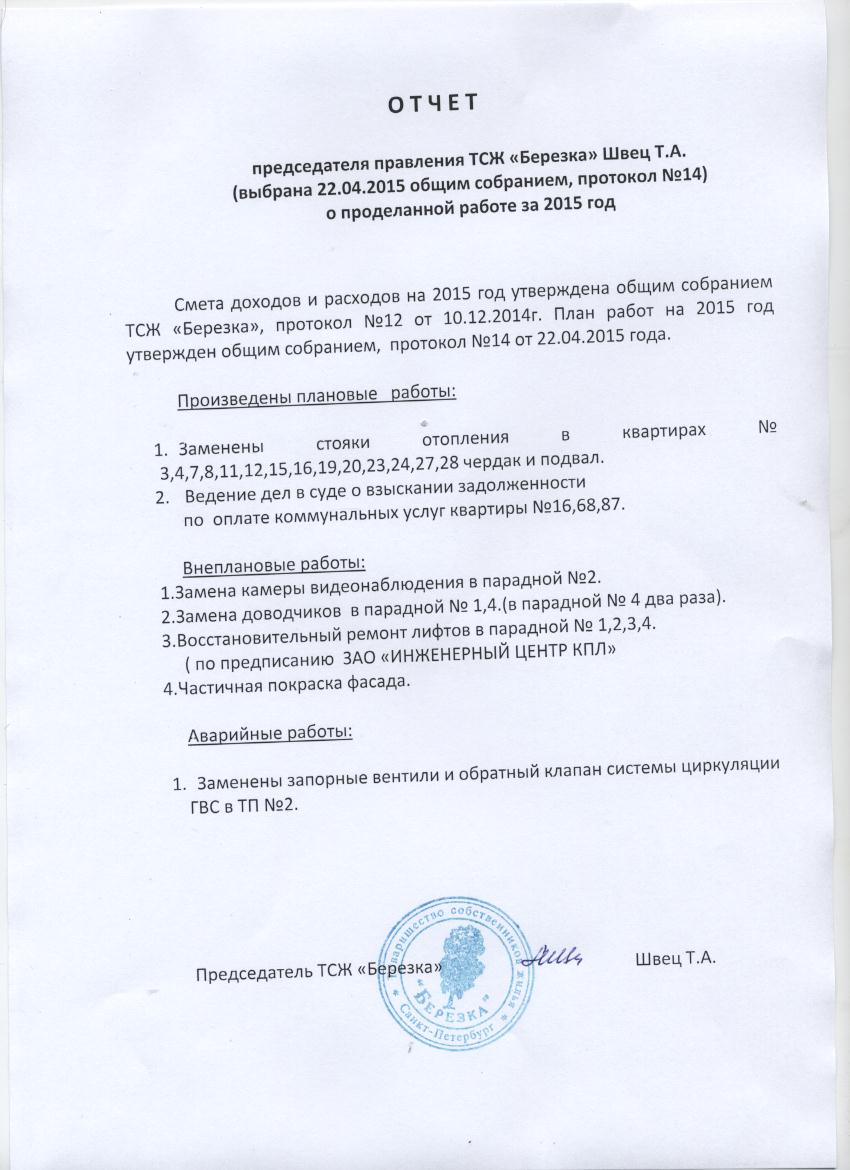 ОТЧЕТ
председателя правления ТСЖ «Березка» Швец Т.А.
(выбрана 22.04.2015 общим собранием, протокол №14)
о проделанной работе за 2015 год
Смета доходов и расходов на 2015 год утверждена общим собранием
ТСЖ «Березка», протокол №12 от 10.12.2014г. План работ на 2015 год
утвержден общим собранием, протокол №14 от 22.04.2015 года.
Произведены плановые работы:
1. Заменены стояки отопления в квартирах №
3,4,7,8,11,12,15,16,19,20,23,24,27,28 чердак и подвал.
2. Ведение дел в суде о взыскании задолженности
по оплате коммунальных услуг квартиры №16,68,87.
Внеплановые работы:
1.Замена камеры видеонаблюдения в парадной №2.
2.Замена доводчиков в парадной № 1,4.(в парадной № 4 два раза).
3.Восстановительный ремонт лифтов в парадной № 1,2,3,4.
( по предписанию ЗАО «ИНЖЕНЕРНЫЙ ЦЕНТР КПЛ»
4.Частичная покраска фасада.
Аварийные работы:
1. Заменены запорные вентили и обратный клапан системы циркуляции
ГВС в ТП №2.
Председатель ТСЖ «Березка» Швец Т.А.
Товарищество собственников жилья
"БЕРЕЗКА"
* Санкт-Петербург *